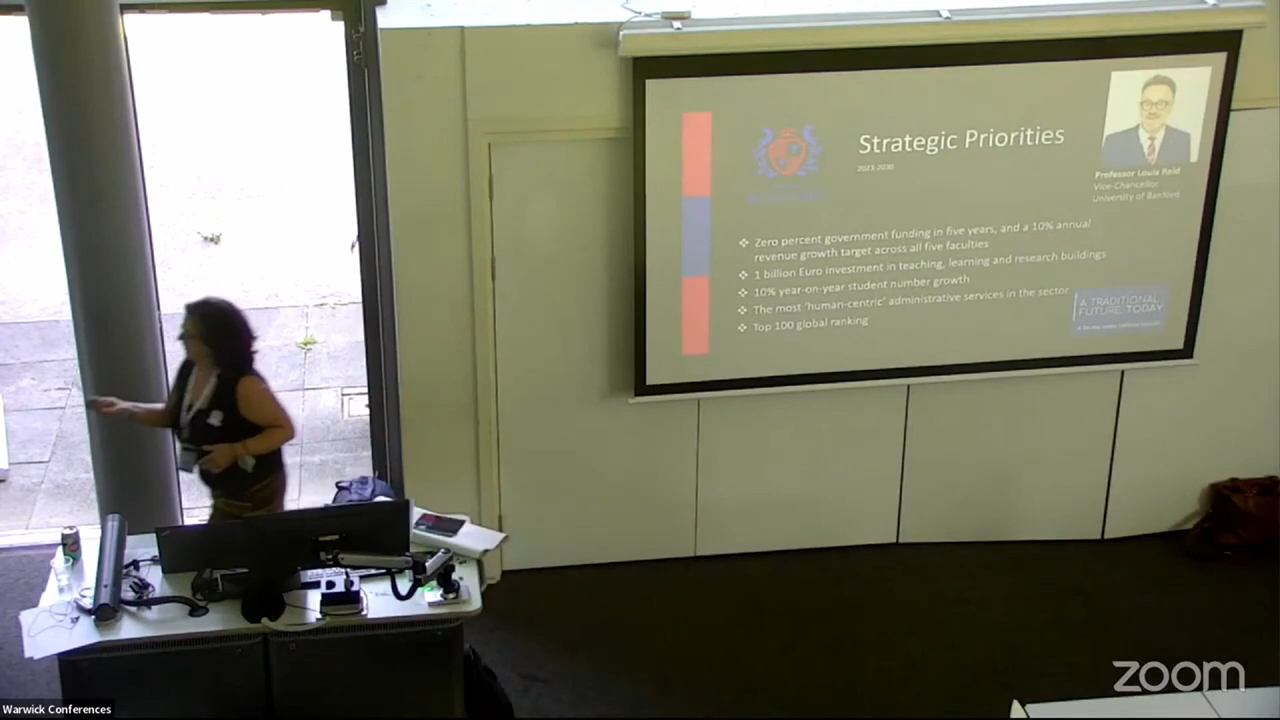 Strategic Priorities
2023-2030
Professor Louis Reid
Vice-Chancellor
University of
❖ Zero percent government funding in five years, and a 10% annual
revenue growth target across all five faculties
❖ 1 billion Euro investment in teaching, learning and research buildings
❖ 10% year-on-year student number growth
❖ The most 'human-centric' administrative services in the sector
❖ Top 100 global ranking
A TRADITIONAL
FUTURE, TODAY
zoom
Warwick Conferences